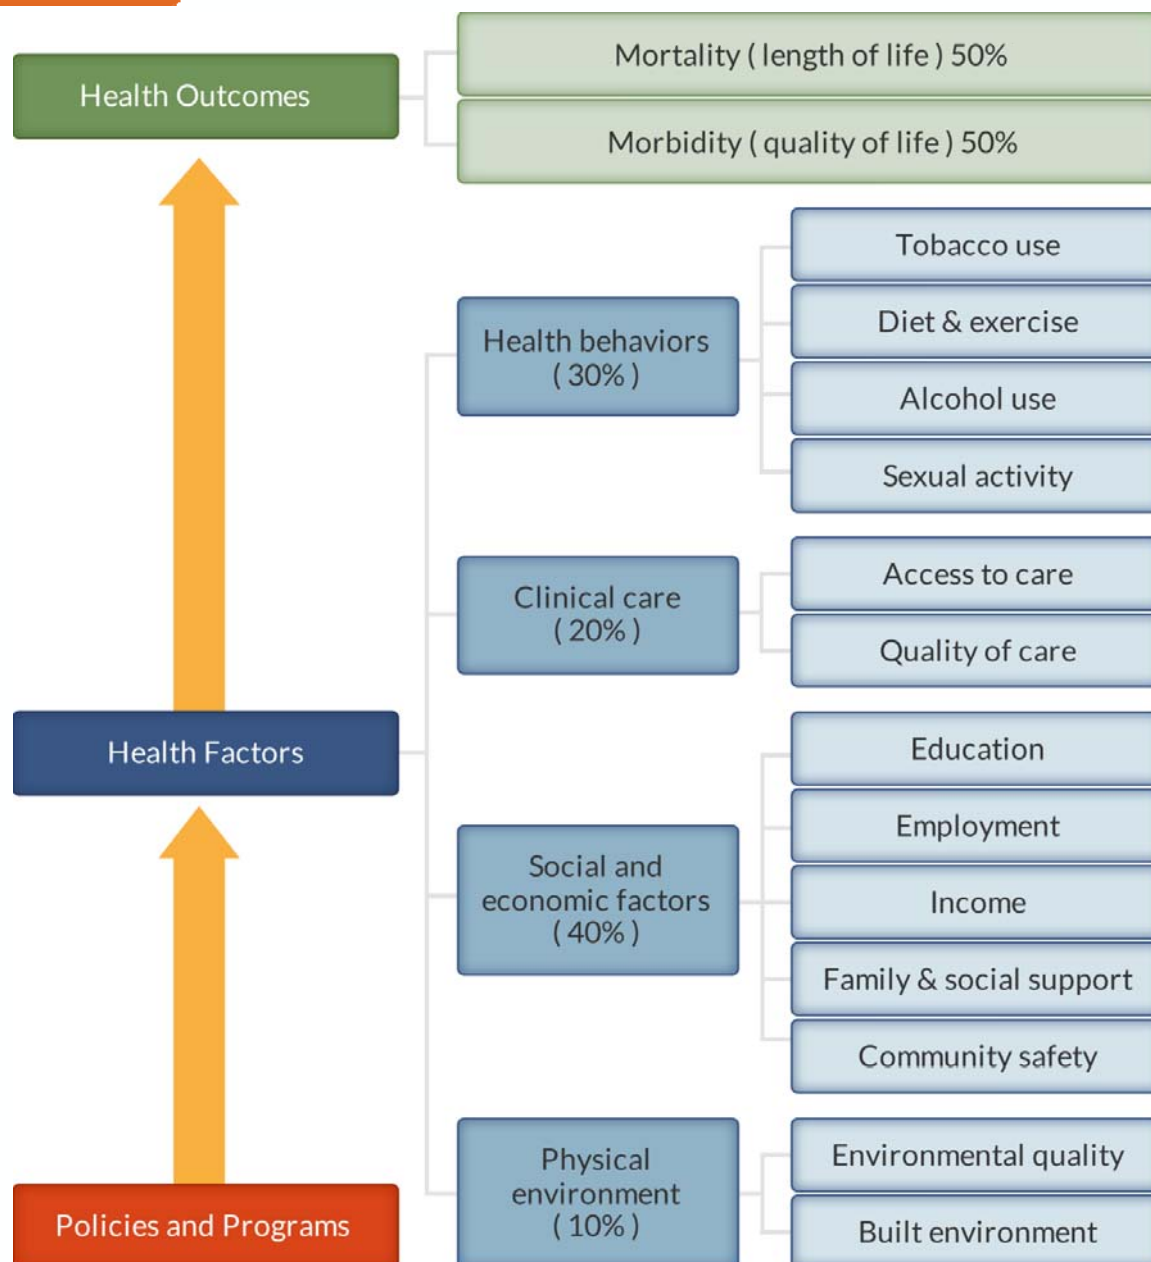 Health Outcomes
Mortality ( length of life ) 50%
Morbidity ( quality of life ) 50%
Health Factors
Health behaviors
( 30% )
Tobacco use
Diet & exercise
Alcohol use
Sexual activity
Clinical care
( 20% )
Access to care
Quality of care
Social and
economic factors
( 40% )
Education
Employment
Income
Family & social support
Community safety
Physical
environment
( 10% )
Environmental quality
Built environment
Policies and Programs